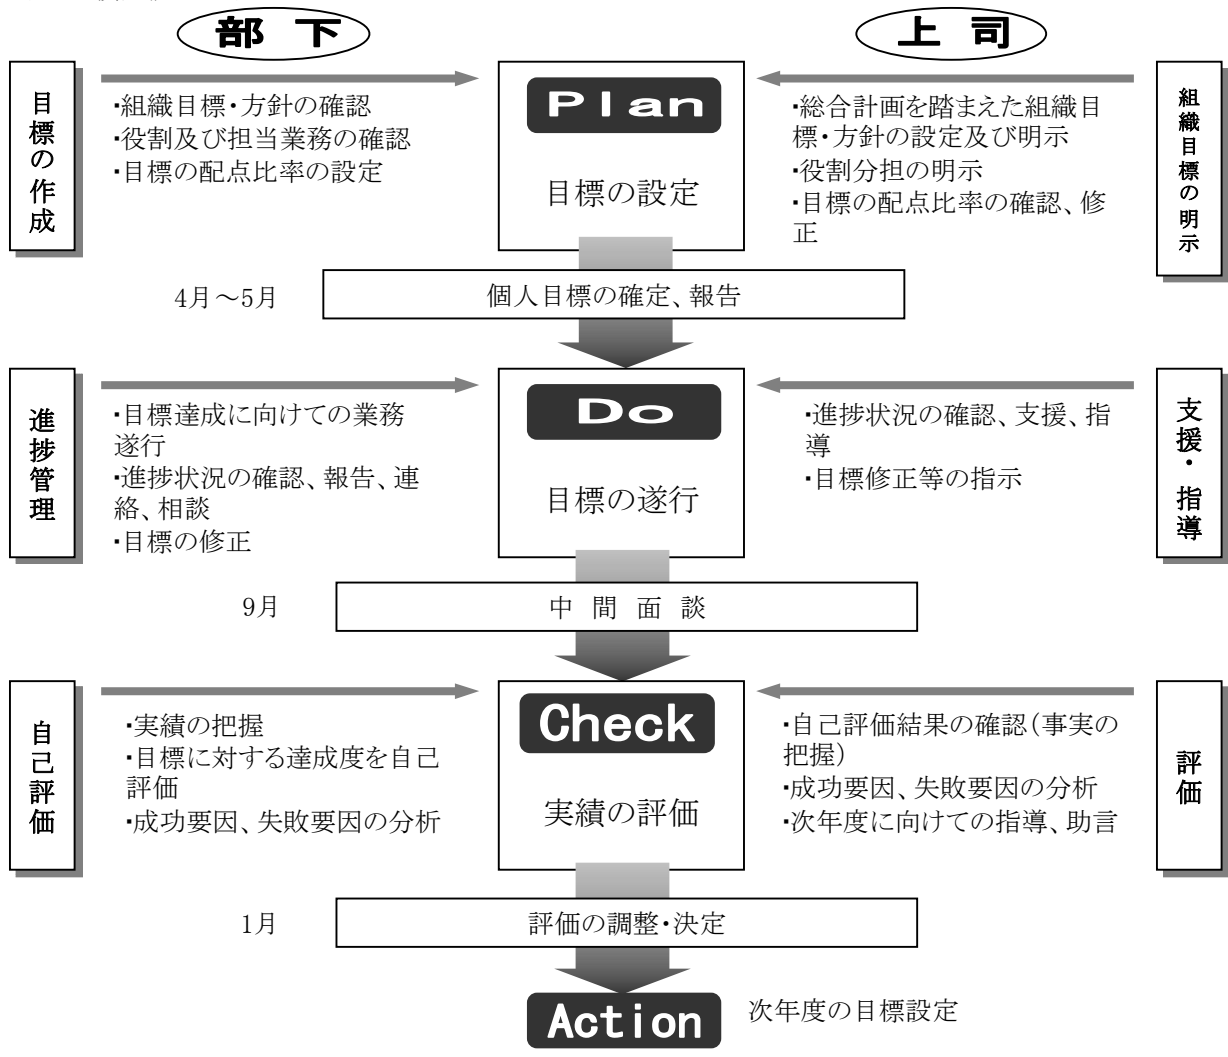 部 下
上 司
目標の作成
・組織目標・方針の確認
・役割及び担当業務の確認
・目標の配点比率の設定
Plan
目標の設定
・総合計画を踏まえた組織目
標・方針の設定及び明示
・役割分担の明示
・目標の配点比率の確認、修
正
組織目標の明示
4月～5月
個人目標の確定、報告
進捗管理
・目標達成に向けての業務
遂行
・進捗状況の確認、報告、連
絡、相談
・目標の修正
Do
目標の遂行
・進捗状況の確認、支援、指
導
・目標修正等の指示
支援・指導
9月
中 間 面 談
自己評価
・実績の把握
・目標に対する達成度を自己
評価
・成功要因、失敗要因の分析
Check
実績の評価
・自己評価結果の確認(事実の
把握)
・成功要因、失敗要因の分析
・次年度に向けての指導、助言
評価
1月
評価の調整・決定
Action
次年度の目標設定